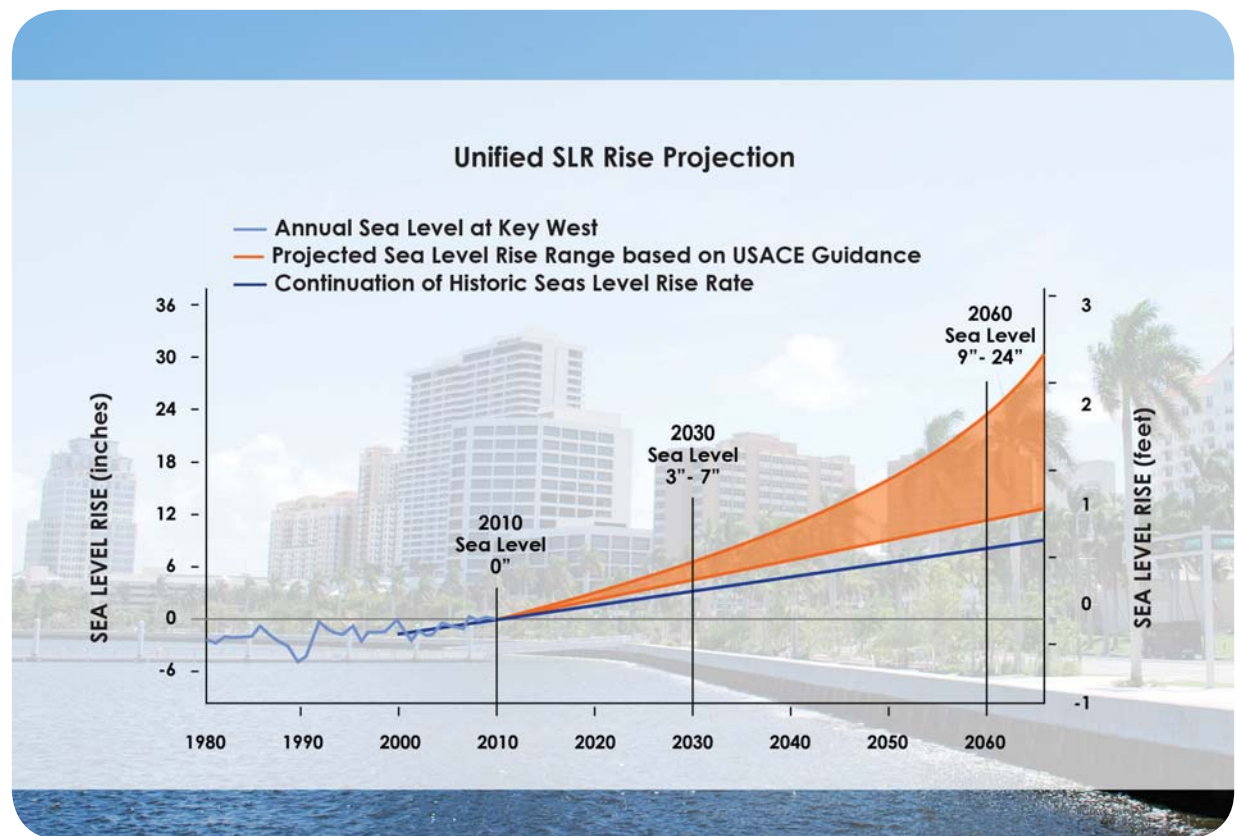 Unified SLR Rise Projection
Annual Sea Level at Key West
Projected Sea Level Rise Range based on USACE Guidance
Continuation of Historic Seas Level Rise Rate
SEA LEVEL RISE (inches)
36
30
24
18
12
6
0
-6
2010
Sea Level
0”
2030
Sea Level
3”- 7”
2060
Sea Level
9”- 24”
3
2
1
0
-1
SEA LEVEL RISE (feet)
1980 1990 2000 2010 2020 2030 2040 2050 2060